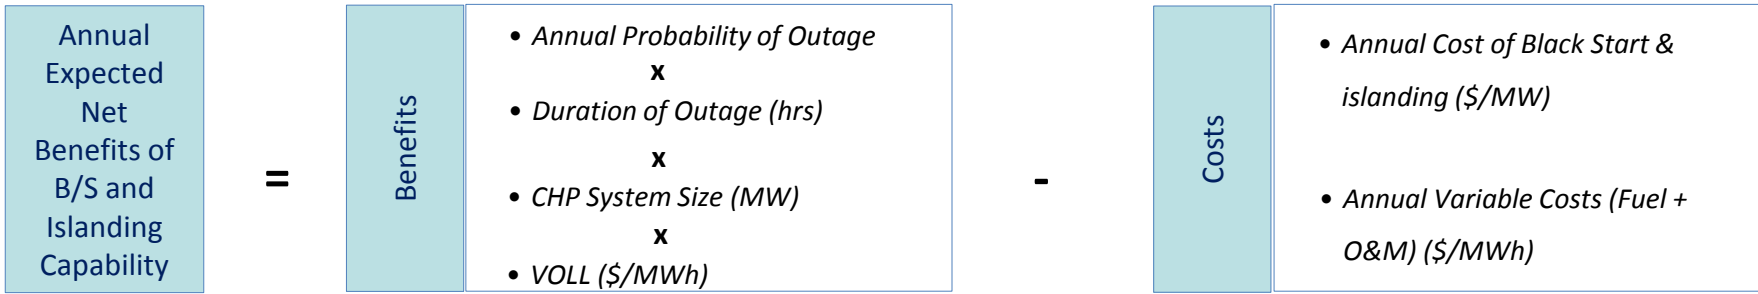 Annual
Expected
Net
Benefits of
B/S and
Islanding
Capability
=
Benefits
• Annual Probability of Outage
x
• Duration of Outage (hrs)
x
• CHP System Size (MW)
x
• VOLL ($/MWh)
-
Costs
• Annual Cost of Black Start &
islanding ($/MW)
• Annual Variable Costs (Fuel +
O&M) ($/MWh)